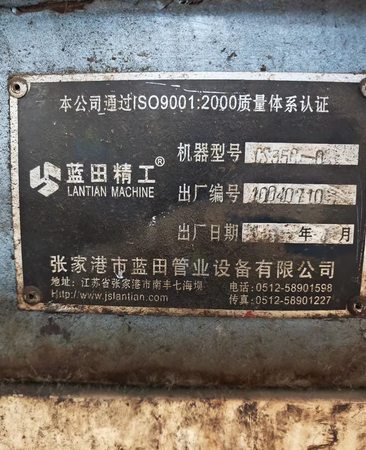 本公司通过ISO9001:2000质量体系认证
蓝田精工®
LANTIAN MACHINE
机器型号
出厂编号
出厂日期 年 月
张家港市蓝田管业设备有限公司
地址:江苏省张家港市南丰七海坝
电话:0512-58901598
Http://www.jslantian.com
传真:0512-58901227